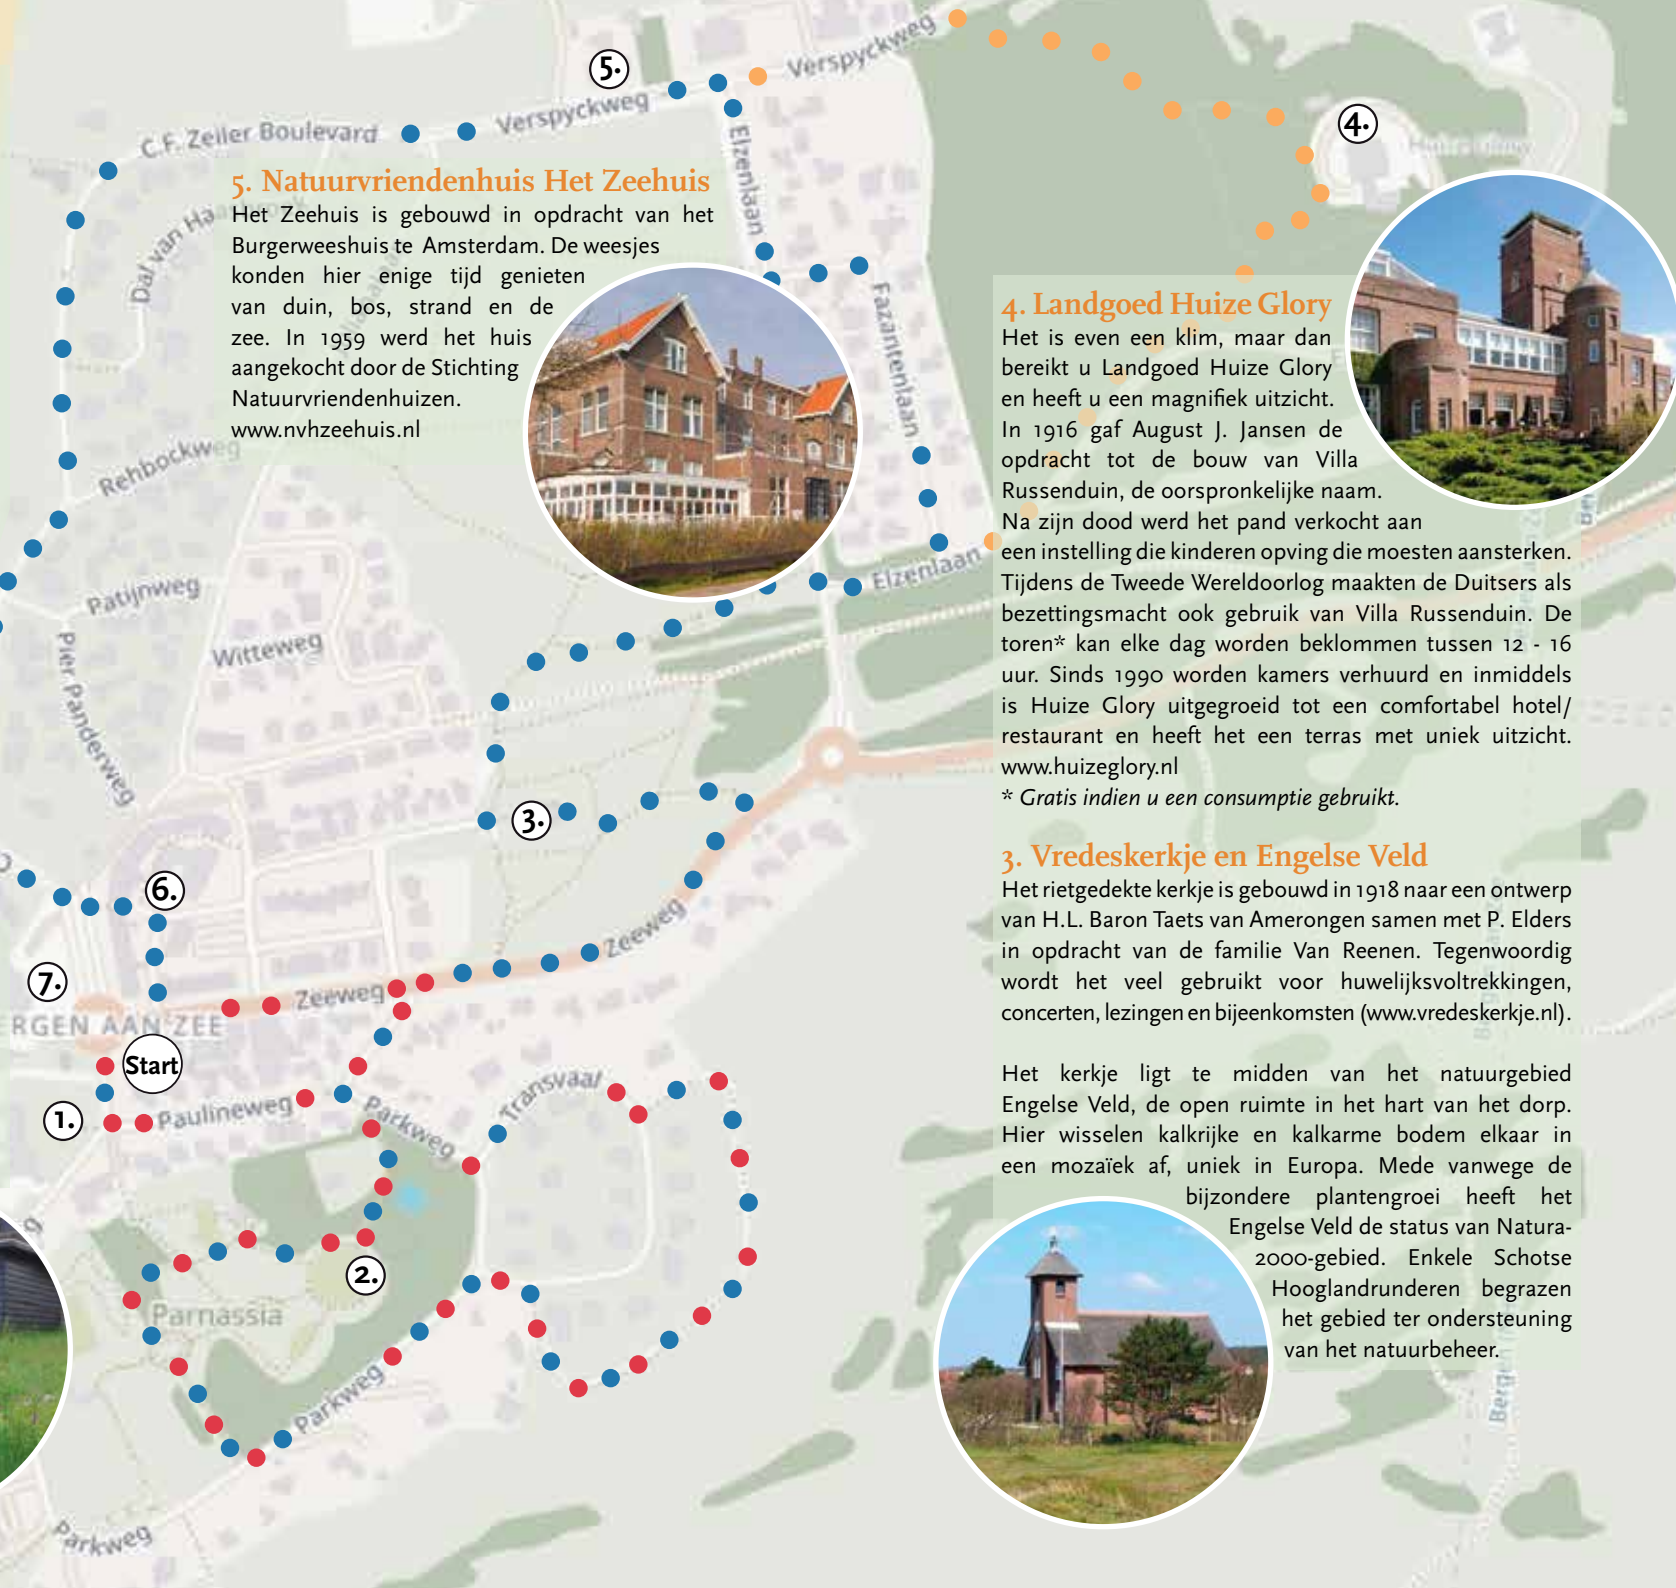 Verspyckweg
5.
C.F. Zeiler Boulevard
Verspyckweg
4.
Huize Glory
Elzenlaan
5. Natuurvriendenhuis Het Zeehuis
Het Zeehuis is gebouwd in opdracht van het
Burgerweeshuis te Amsterdam. De weesjes
konden hier enige tijd genieten
van duin, bos, strand en de
zee. In 1959 werd het huis
aangekocht door de Stichting
Natuurvriendenhuizen.
www.nvhzeehuis.nl
Dal van
Fazantenlaan
Rehbockweg
Elzenlaan
Patijnweg
Witteweg
Pier Panderweg
4. Landgoed Huize Glory
Het is even een klim, maar dan
bereikt u Landgoed Huize Glory
en heeft u een magnifiek uitzicht.
In 1916 gaf August J. Jansen de
opdracht tot de bouw van Villa
Russenduin, de oorspronkelijke naam.
Na zijn dood werd het pand verkocht aan
een instelling die kinderen opving die moesten aansterken.
Tijdens de Tweede Wereldoorlog maakten de Duitsers als
bezettingsmacht ook gebruik van Villa Russenduin. De
toren* kan elke dag worden beklommen tussen 12 - 16
uur. Sinds 1990 worden kamers verhuurd en inmiddels
is Huize Glory uitgegroeid tot een comfortabel hotel/
restaurant en heeft het een terras met uniek uitzicht.
www.huizeglory.nl
* Gratis indien u een consumptie gebruikt.
3. Vredeskerkje en Engelse Veld
Het rietgedekte kerkje is gebouwd in 1918 naar een ontwerp
van H.L. Baron Taets van Amerongen samen met P. Elders
in opdracht van de familie Van Reenen. Tegenwoordig
wordt het veel gebruikt voor huwelijksvoltrekkingen,
concerten, lezingen en bijeenkomsten (www.vredeskerkje.nl).
Het kerkje ligt te midden van het natuurgebied
Engelse Veld, de open ruimte in het hart van het dorp.
Hier wisselen kalkrijke en kalkarme bodem elkaar in
een mozaïek af, uniek in Europa. Mede vanwege de
bijzondere plantengroei heeft het
Engelse Veld de status van Natura-
2000-gebied. Enkele Schotse
Hooglandrunderen begrazen
het gebied ter ondersteuning
van het natuurbeheer.
3.
6.
Zeeweg
7.
Zeeweg
RGEN AAN ZEE
Start
1.
Paulineweg
Parkweg
Transvaal
2.
Parnassia
Parkweg
Parkweg